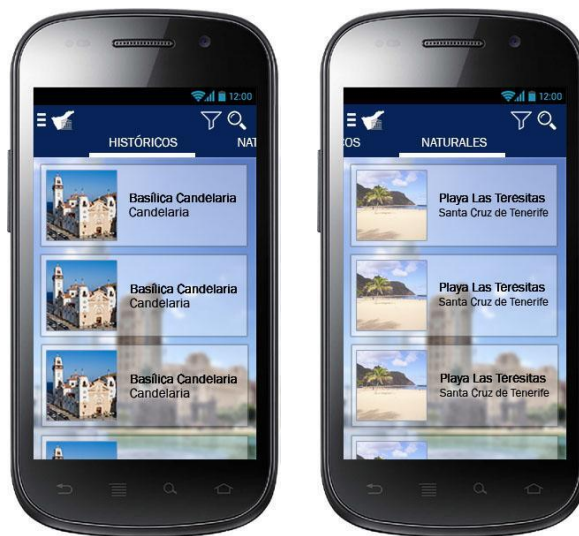 12:00
HISTÓRICOS NAT
Basílica Candelaria
Candelaria
Basílica Candelaria
Candelaria
Basílica Candelaria
Candelaria
12:00
COS NATURALES
Playa Las Teresitas
Santa Cruz de Tenerife
Playa Las Teresitas
Santa Cruz de Tenerife
Playa Las Teresitas
Santa Cruz de Tenerife